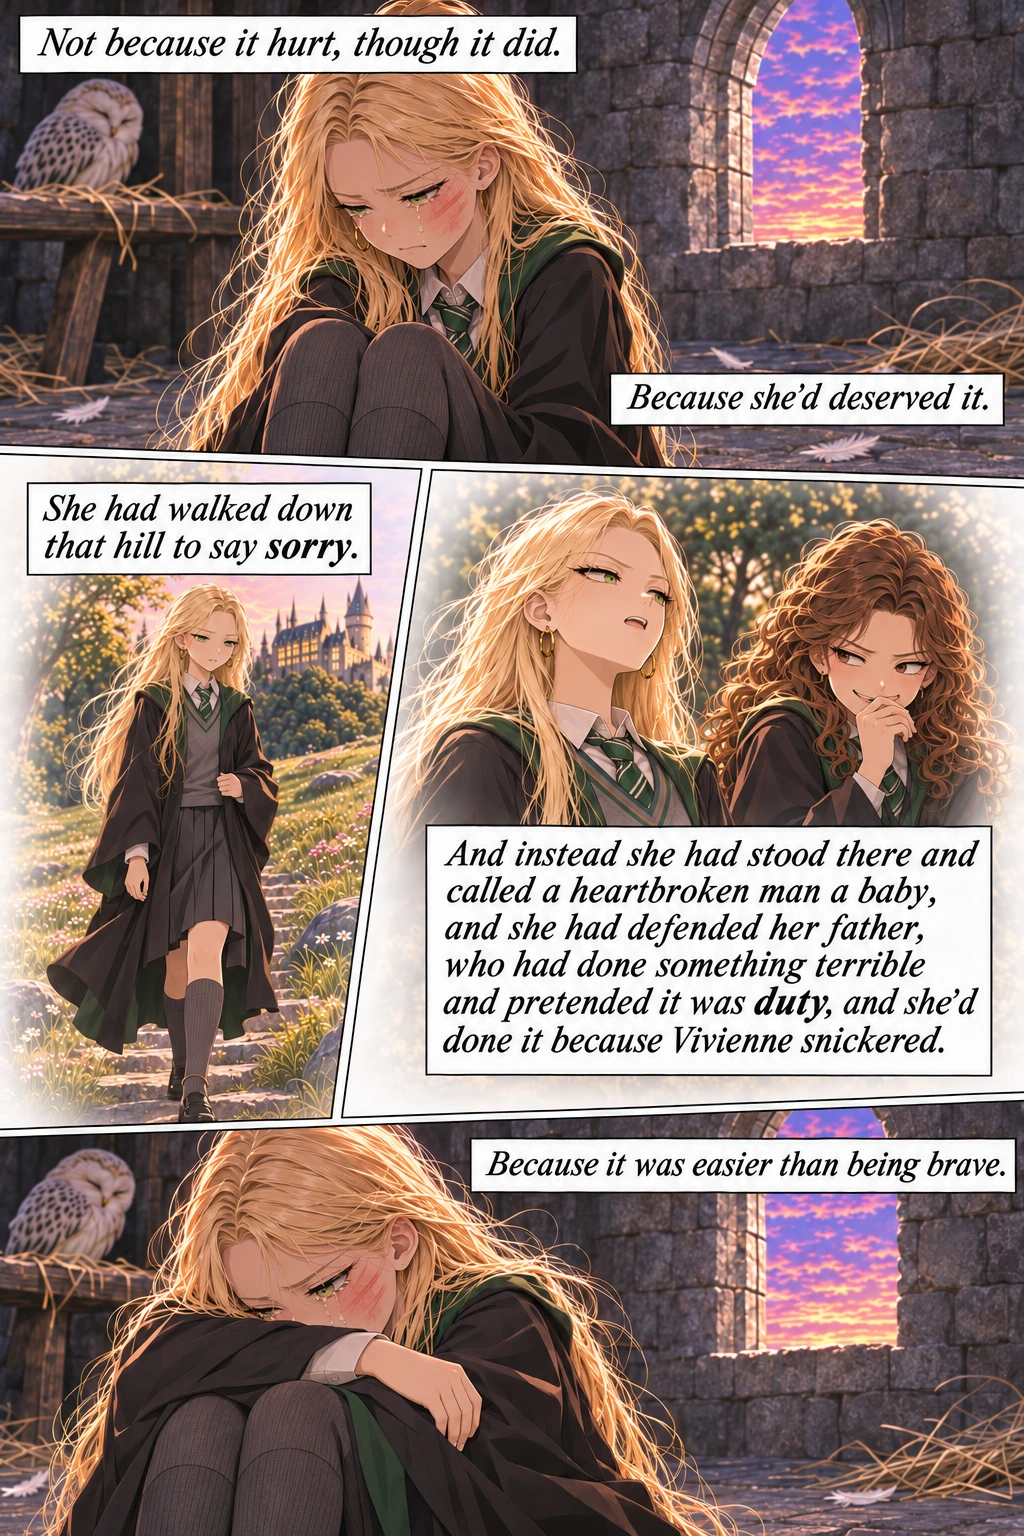 Not because it hurt, though it did.
Because she'd deserved it.
She had walked down
that hill to say sorry.
And instead she had stood there and
called a heartbroken man a baby,
and she had defended her father,
who had done something terrible
and pretended it was duty, and she'd
done it because Vivienne snickered.
Because it was easier than being brave.